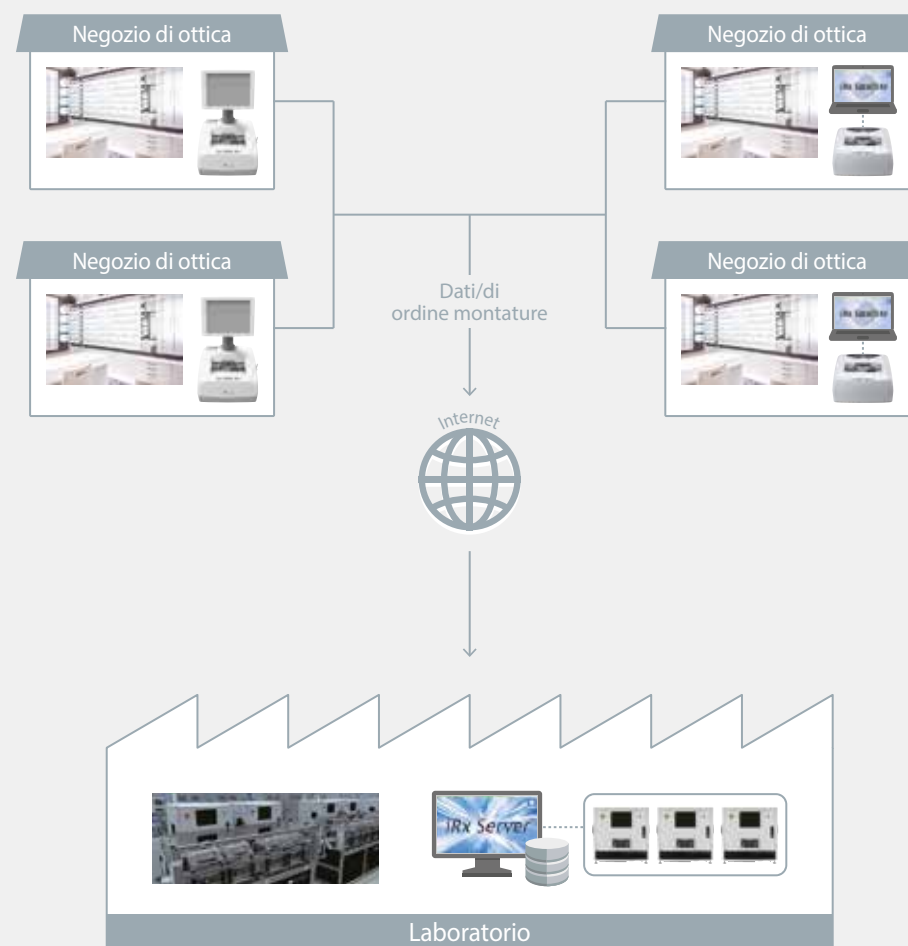 Negozio di ottica
Negozio di ottica
Negozio di ottica
Negozio di ottica
Dati/di
ordine montature
Internet
iRx Server
Laboratorio